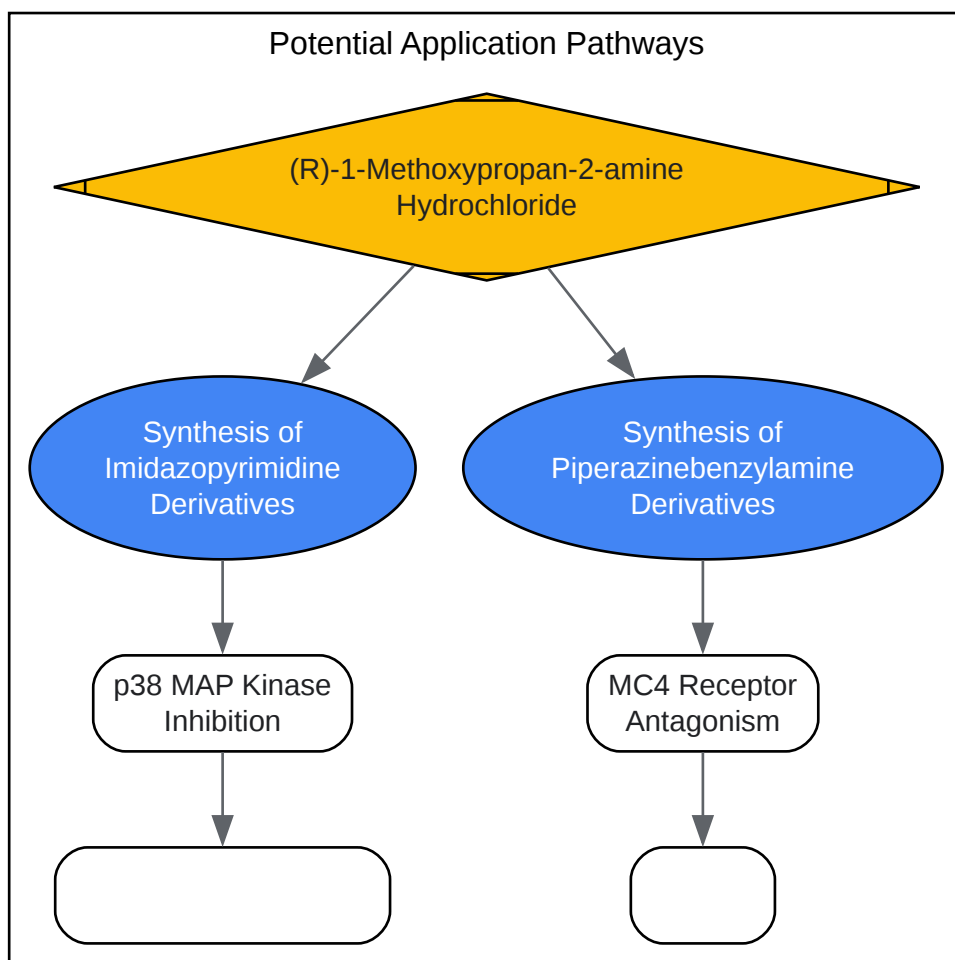 Potential Application Pathways
(R)-1-Methoxypropan-2-amine
Hydrochloride
Synthesis of
Imidazopyrimidine
Derivatives
Synthesis of
Piperazinebenzylamine
Derivatives
p38 MAP Kinase
Inhibition
MC4 Receptor
Antagonism